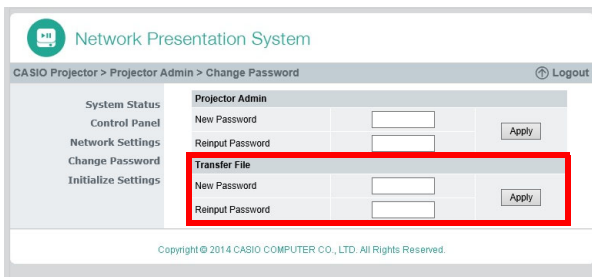 Network Presentation System
CASIO Projector > Projector Admin > Change Password
Logout
System Status
Control Panel
Network Settings
Change Password
Initialize Settings
Projector Admin
New Password
Reinput Password
Apply
Transfer File
New Password
Reinput Password
Apply
Copyright © 2014 CASIO COMPUTER CO., LTD. All Rights Reserved.